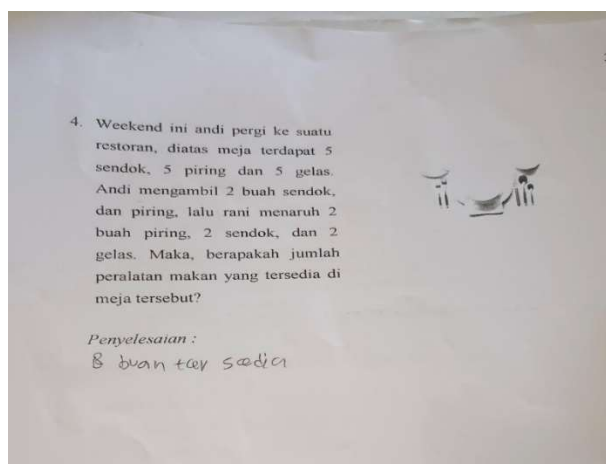 4. Weekend ini andi pergi ke suatu
restoran, diatas meja terdapat 5
sendok, 5 piring dan 5 gelas.
Andi mengambil 2 buah sendok,
dan piring, lalu rani menaruh 2
buah piring, 2 sendok, dan 2
gelas. Maka, berapakah jumlah
peralatan makan yang tersedia di
meja tersebut?
Penyelesaian :
8 buah ter sedia